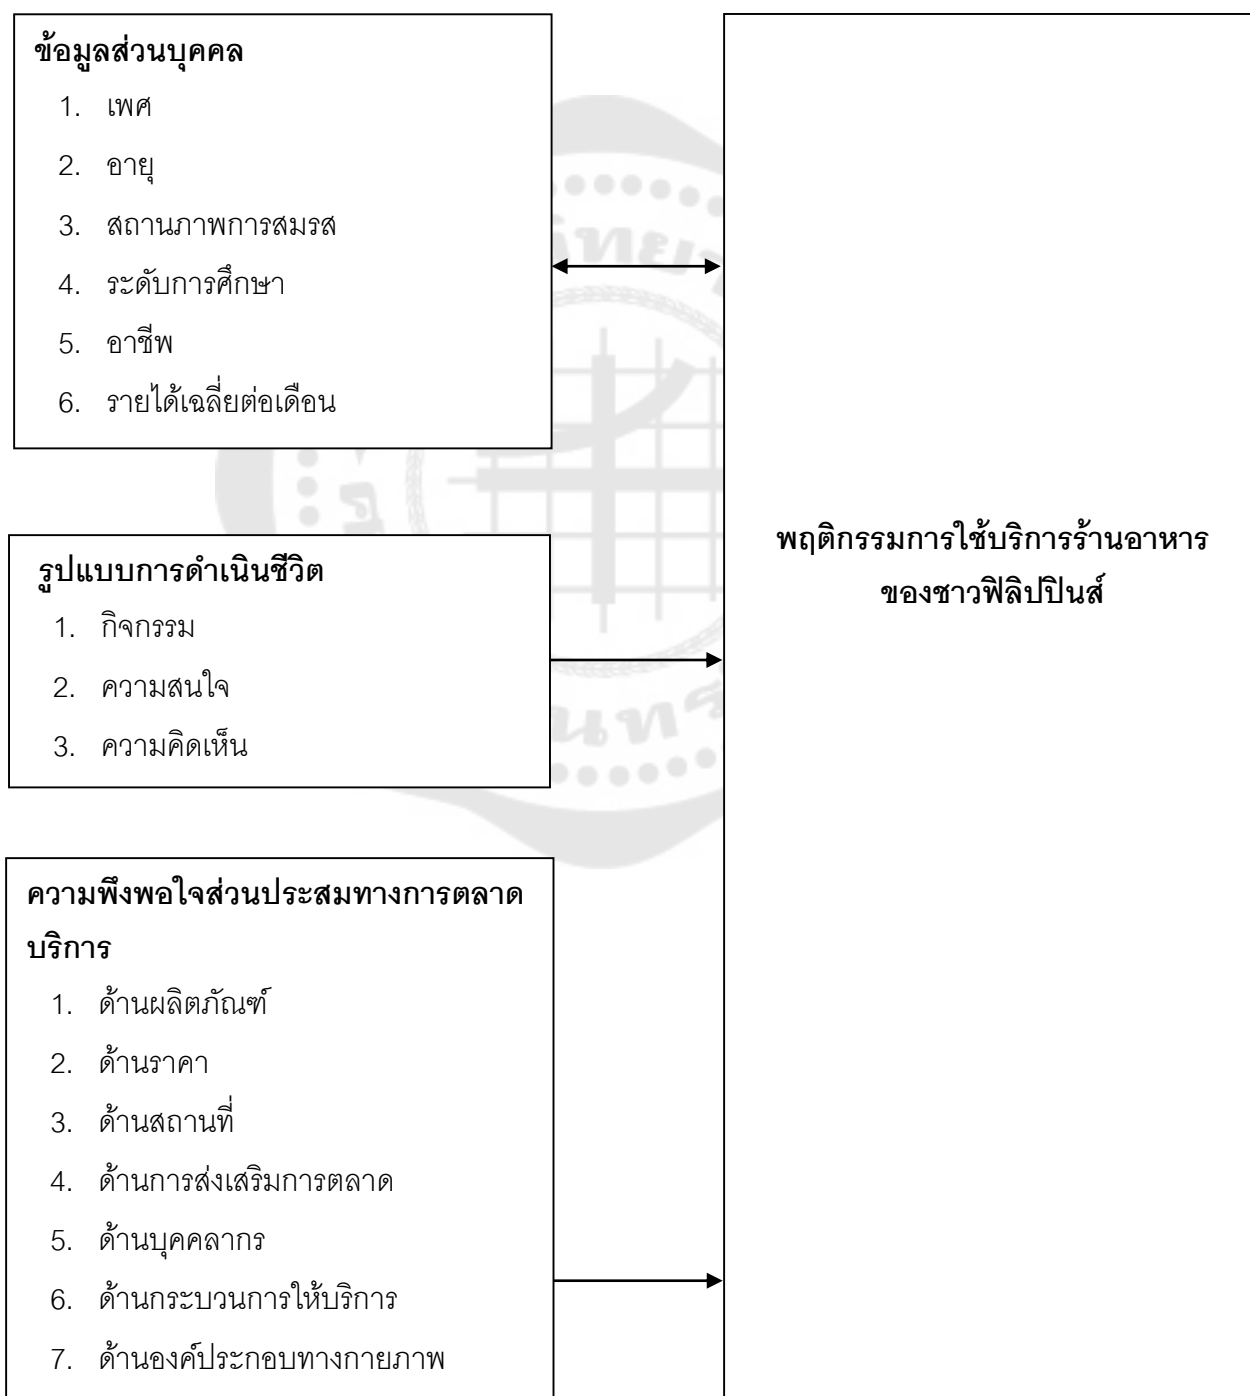 ข้อมูลส่วนบุคคล
1. เพศ
2. อายุ
3. สถานภาพการสมรส
4. ระดับการศึกษา
5. อาชีพ
6. รายได้เฉลี่ยต่อเดือน
รูปแบบการดำเนินชีวิต
1. กิจกรรม
2. ความสนใจ
3. ความคิดเห็น
ความพึงพอใจส่วนประสมทางการตลาด
บริการ
1. ด้านผลิตภัณฑ์
2. ด้านราคา
3. ด้านสถานที่
4. ด้านการส่งเสริมการตลาด
5. ด้านบุคคลากร
6. ด้านกระบวนการให้บริการ
7. ด้านองค์ประกอบทางกายภาพ
พฤติกรรมการใช้บริการร้านอาหาร
ของชาวฟิลิปปินส์